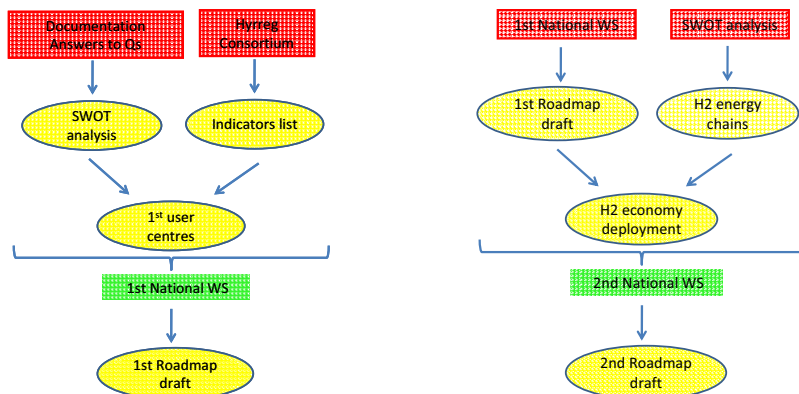 Documentation
Answers to Qs
Hyrreg
Consortium
SWOT
analysis
Indicators list
1st user
centres
1st National WS
1st Roadmap
draft
1st National WS
SWOT analysis
1st Roadmap
draft
H2 energy
chains
H2 economy
deployment
2nd National WS
2nd Roadmap
draft